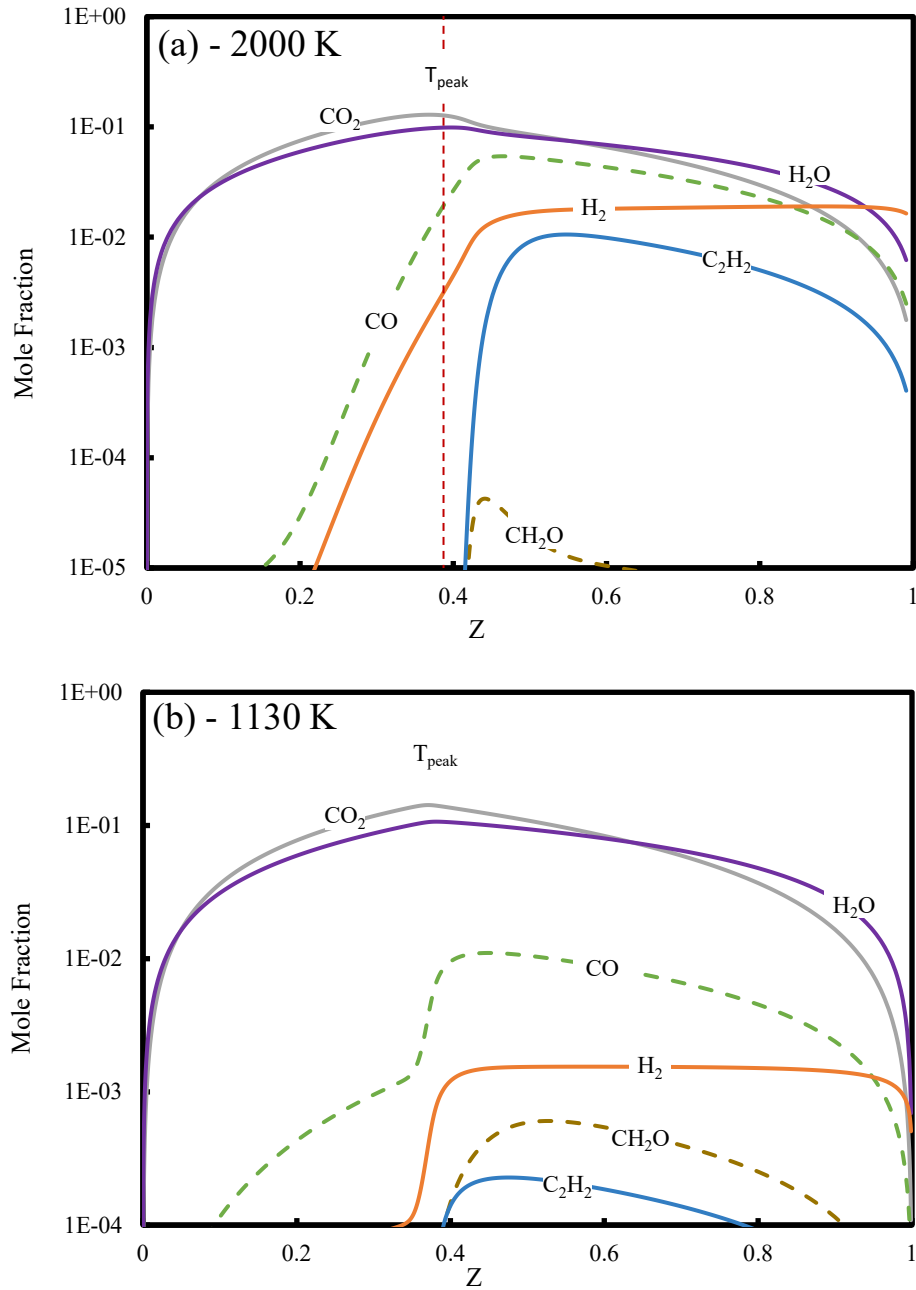 1E+00
(a) - 2000 K
Tpeak
CO₂
1E-01
H₂O
H₂
1E-02
C₂H₂
CO
1E-03
1E-04
CH₂O
1E-05
0 0.2 0.4 0.6 0.8 1
Z
Mole Fraction
1E+00
(b) - 1130 K
Tpeak
CO₂
1E-01
H₂O
CO
1E-02
H₂
1E-03
CH₂O
C₂H₂
1E-04
0 0.2 0.4 0.6 0.8 1
Z
Mole Fraction